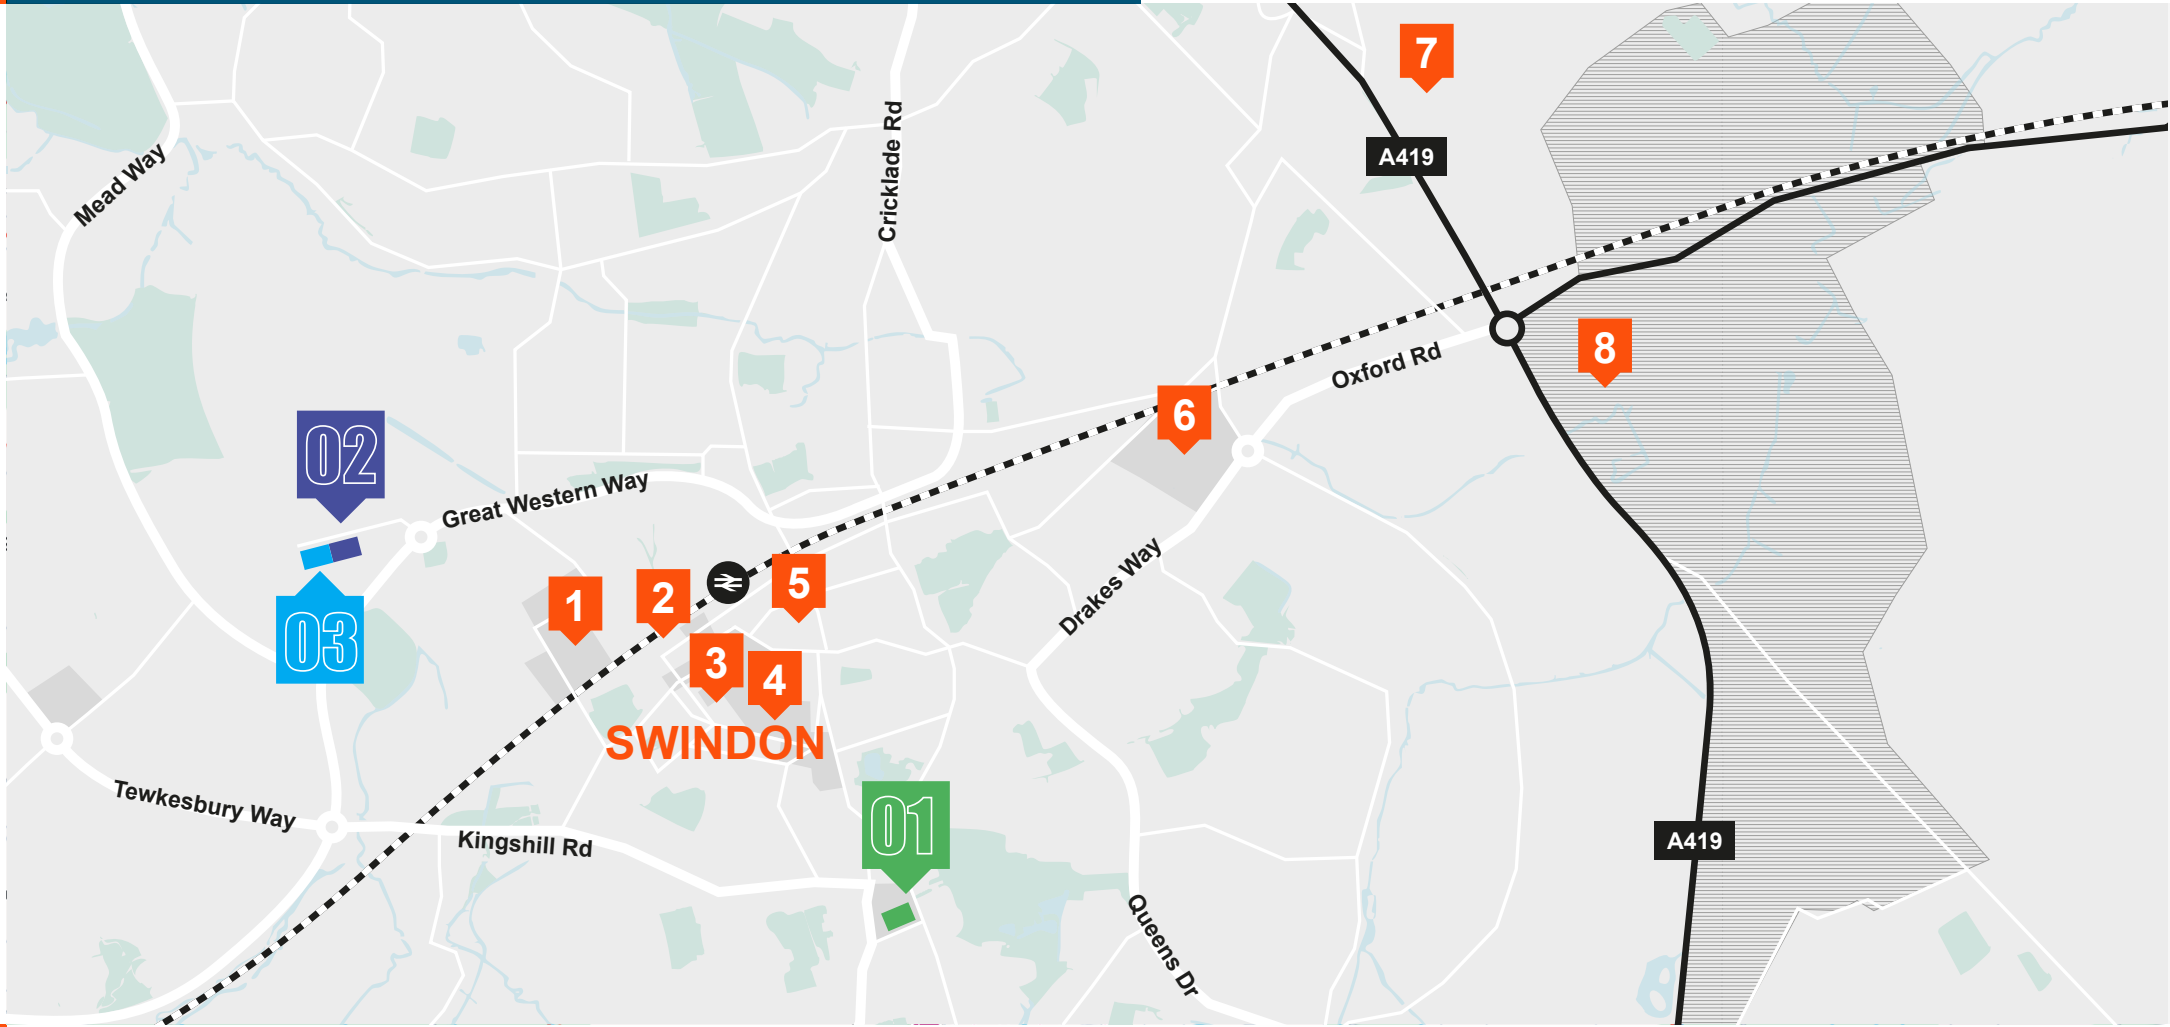 7
A419
Mead Way
Cricklade Rd
8
Oxford Rd
6
02
Great Western Way
5
1
2
03
3
4
Drakes Way
SWINDON
Tewkesbury Way
Kingshill Rd
01
A419
Queens Dr